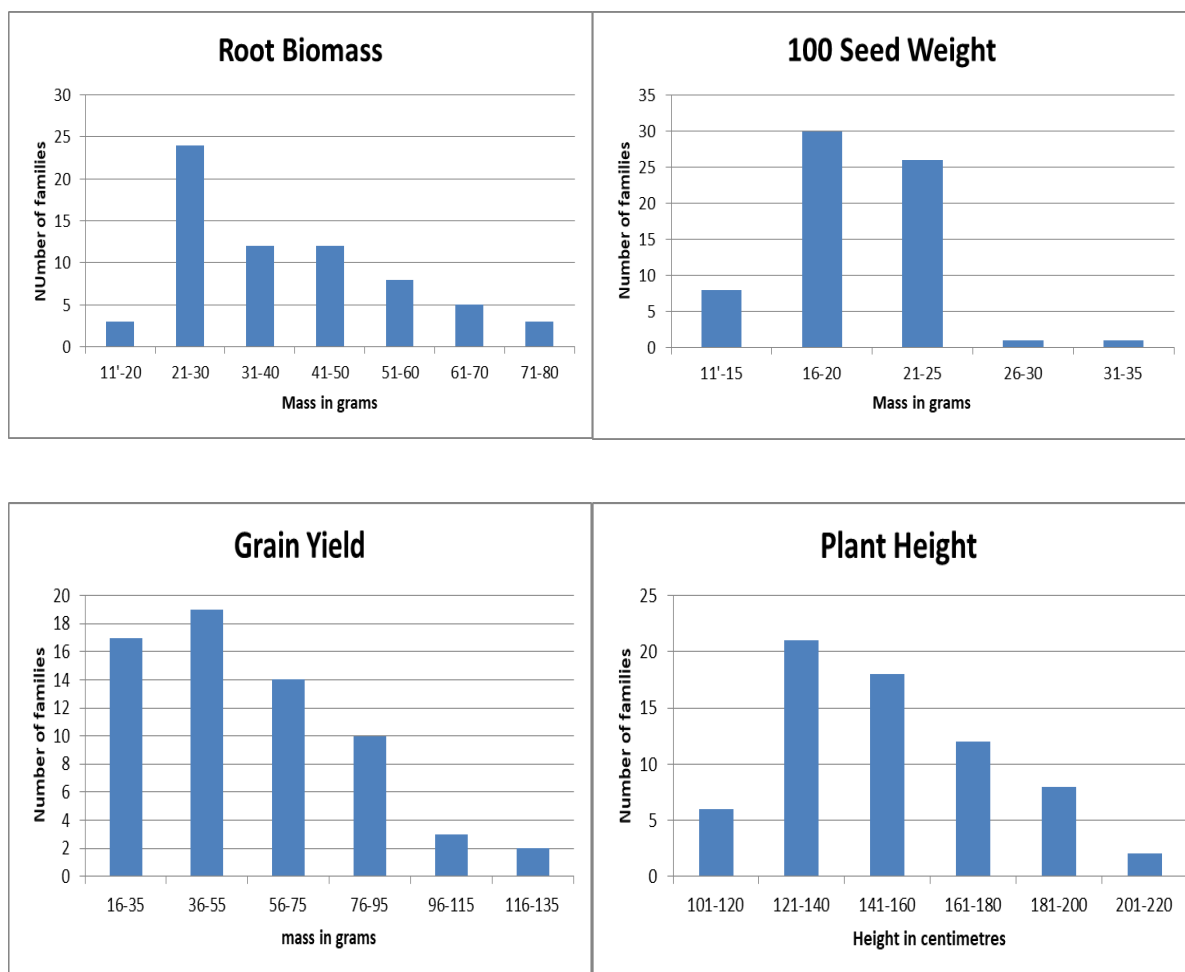 Root Biomass
NUmber of families
30
25
20
15
10
5
0
11'-20 21-30 31-40 41-50 51-60 61-70 71-80
Mass in grams
100 Seed Weight
Number of families
35
30
25
20
15
10
5
0
11'-15 16-20 21-25 26-30 31-35
Mass in grams
Grain Yield
Number of families
20
18
16
14
12
10
8
6
4
2
0
16-35 36-55 56-75 76-95 96-115 116-135
mass in grams
Plant Height
Number of families
25
20
15
10
5
0
101-120 121-140 141-160 161-180 181-200 201-220
Height in centimetres